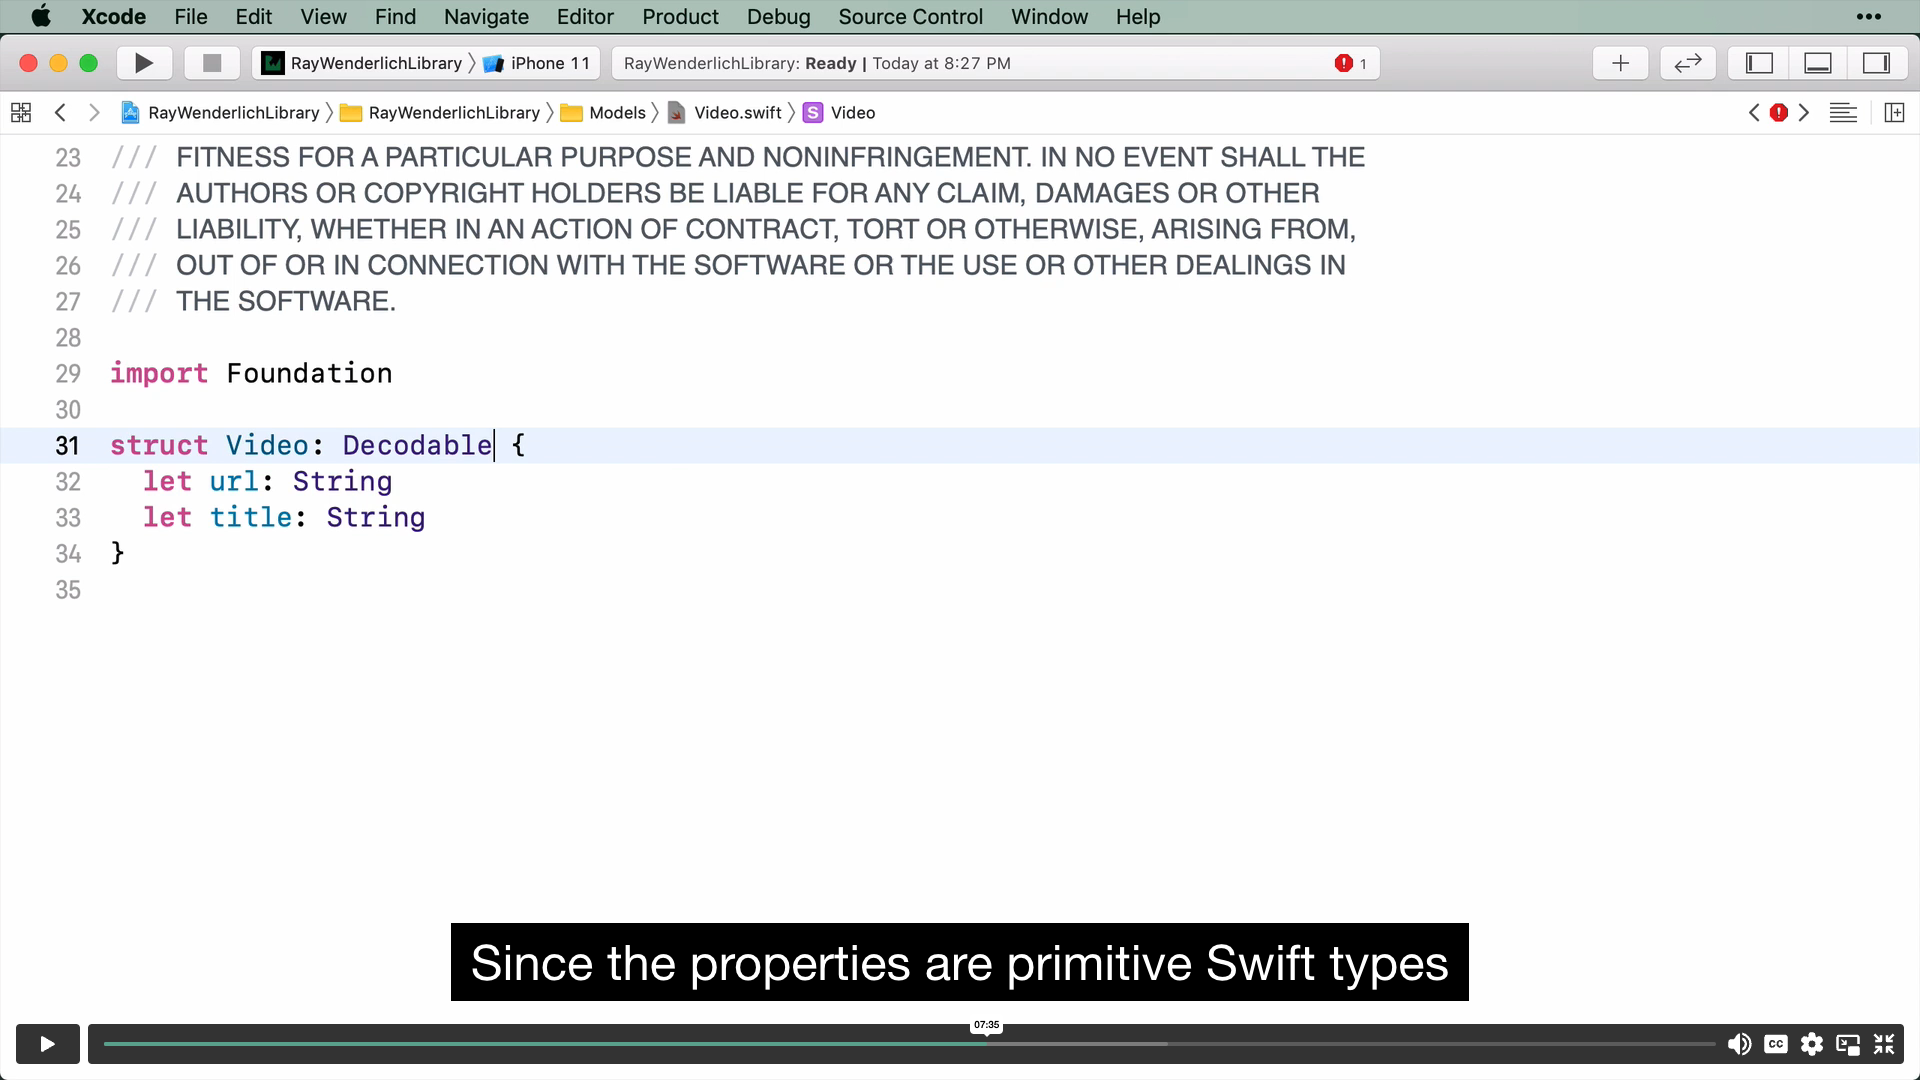 Xcode File Edit View Find Navigate Editor Product Debug Source Control Window Help
RayWenderlichLibrary iPhone 11 RayWenderlichLibrary: Ready | Today at 8:27 PM 1
RayWenderlichLibrary RayWenderlichLibrary Models Video.swift S Video
23 /// FITNESS FOR A PARTICULAR PURPOSE AND NONINFRINGEMENT. IN NO EVENT SHALL THE
24 /// AUTHORS OR COPYRIGHT HOLDERS BE LIABLE FOR ANY CLAIM, DAMAGES OR OTHER
25 /// LIABILITY, WHETHER IN AN ACTION OF CONTRACT, TORT OR OTHERWISE, ARISING FROM,
26 /// OUT OF OR IN CONNECTION WITH THE SOFTWARE OR THE USE OR OTHER DEALINGS IN
27 /// THE SOFTWARE.
28
29 import Foundation
30
31 struct Video: Decodable {
32 let url: String
33 let title: String
34 }
35
Since the properties are primitive Swift types
07:35
CC